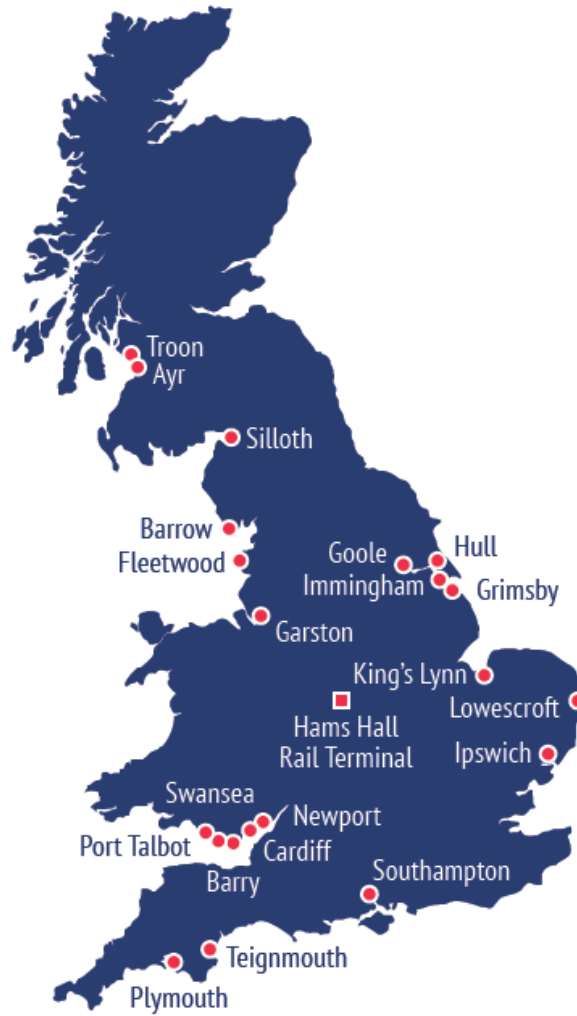 Troon
Ayr
Silloth
Barrow
Fleetwood
Goole
Hull
Immingham
Grimsby
Garston
King's Lynn
Lowescroft
Hams Hall
Rail Terminal
Ipswich
Swansea
Newport
Port Talbot
Cardiff
Barry
Southampton
Teignmouth
Plymouth